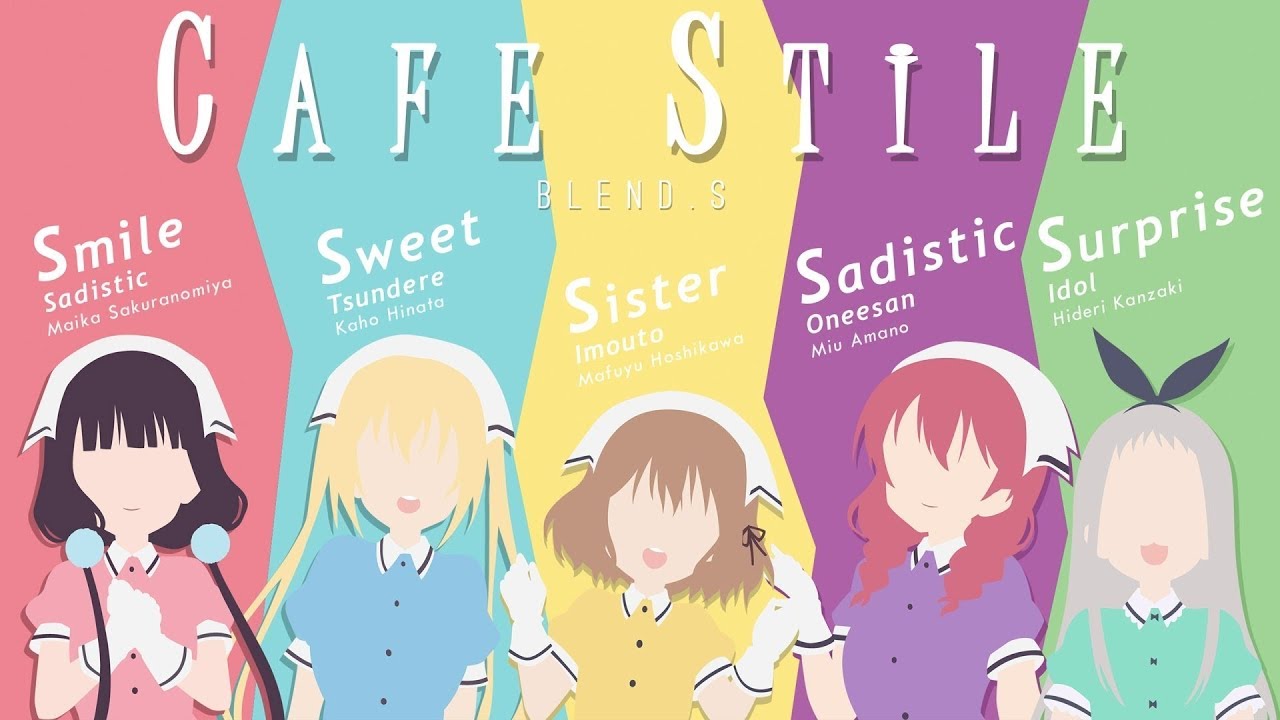 CAFE STILE
BLEND.S
Smile
Sadistic
Maika Sakuranomiya
Sweet
Tsundere
Kaho Hinata
Sister
Imouto
Mafuyu Hoshikawa
Sadistic
Oneesan
Miu Amano
Surprise
Idol
Hideri Kanzaki